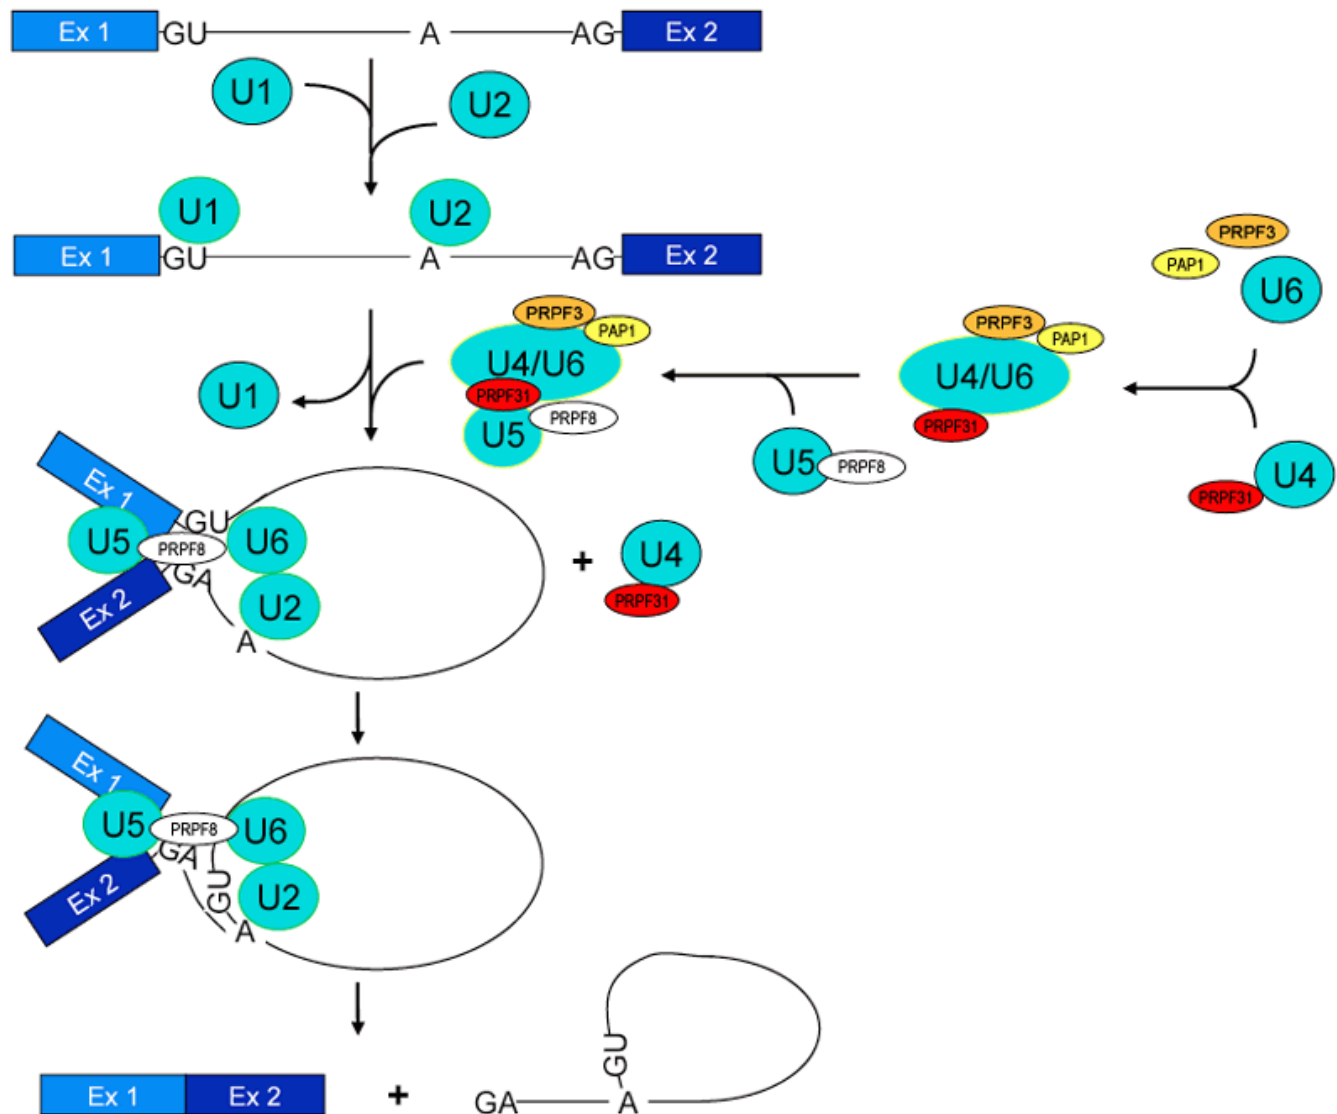 Ex 1 GU A AG Ex 2
U1 U2
U1 U2
Ex 1 GU A AG Ex 2
PRPF3
PAP1
U6
PRPF31
U4
PRPF3
PAP1
U4/U6
PRPF31
U5 PRPF8
PRPF3
PAP1
U4/U6
PRPF31
PRPF8
U5
U1
Ex 1
GU
U5 PRPF8 U6
GA
Ex 2
U2
A
+
U4
PRPF31
Ex 1
U5 PRPF8 U6
GA
GU
Ex 2
U2
A
Ex 1 Ex 2 + GA GU A